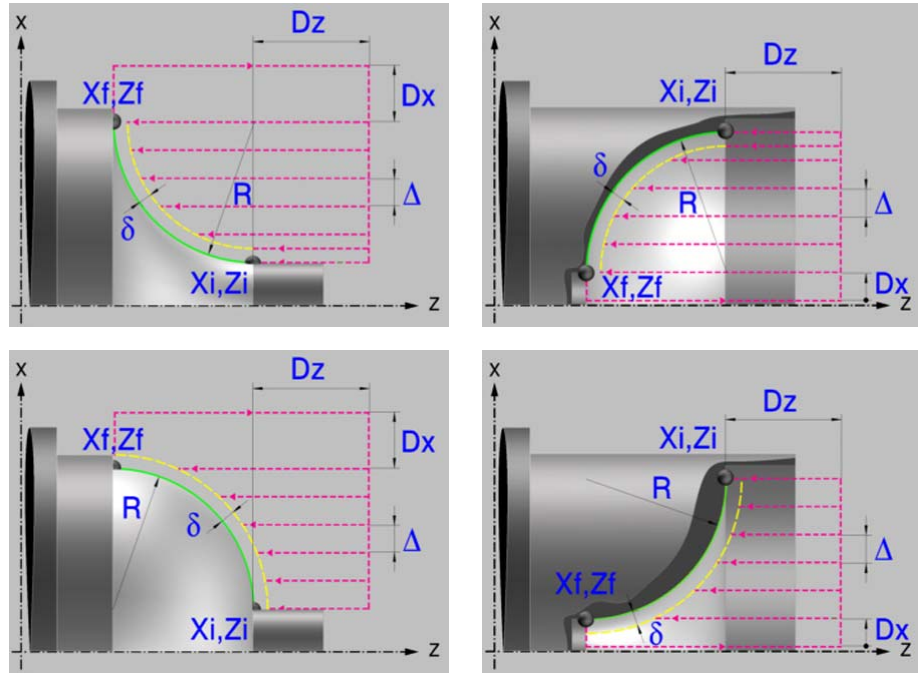 x
Dz
Xf,Zf
Dx
R
Δ
δ
Xi,Zi
z
x
Dz
Xi,Zi
δ
R
Δ
Xf,Zf
Dx
z
x
Dz
Xf,Zf
Dx
R
δ
Δ
Xi,Zi
z
x
Dz
Xi,Zi
R
Δ
Xf,Zf
δ
Dx
z